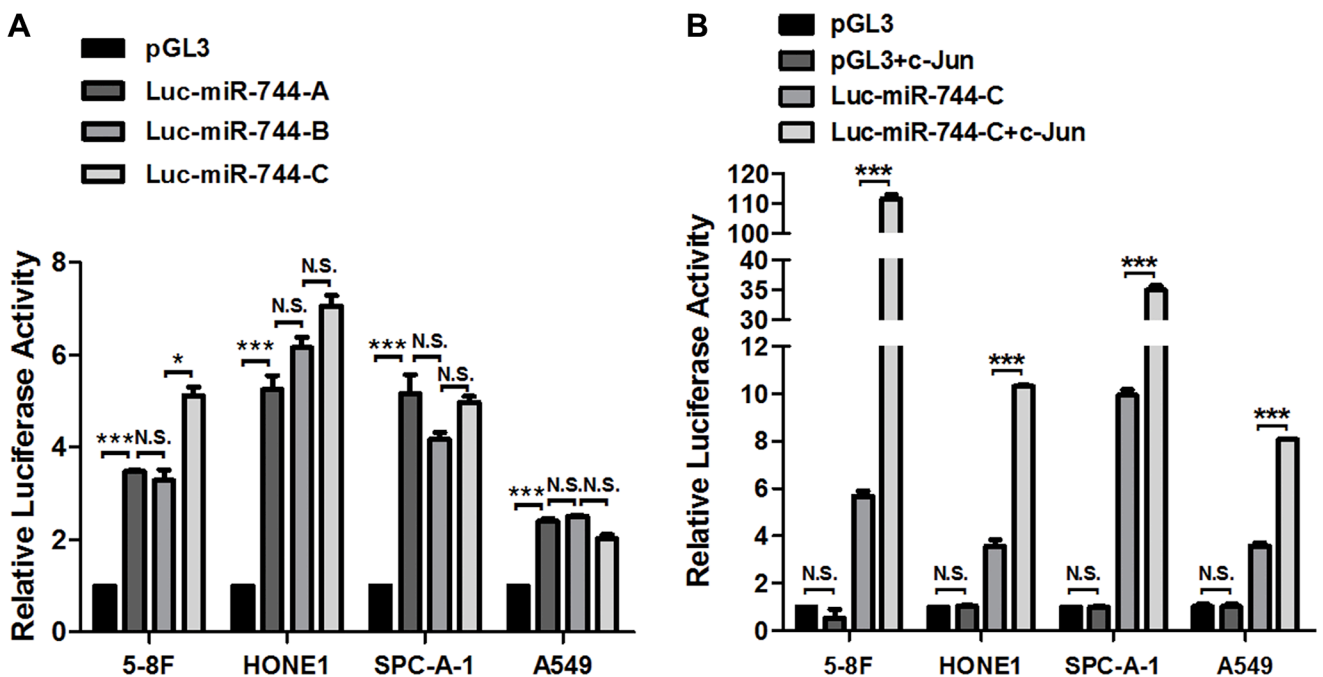 A
pGL3
Luc-miR-744-A
Luc-miR-744-B
Luc-miR-744-C
Relative Luciferase Activity
8
6
4
2
0
*** N.S. *
*** N.S. N.S.
*** N.S. N.S.
*** N.S. N.S.
5-8F HONE1 SPC-A-1 A549
B
pGL3
pGL3+c-Jun
Luc-miR-744-C
Luc-miR-744-C+c-Jun
Relative Luciferase Activity
120
110
100
40
35
30
12
10
8
6
4
2
0
N.S. ***
N.S. ***
N.S. ***
N.S. ***
5-8F HONE1 SPC-A-1 A549